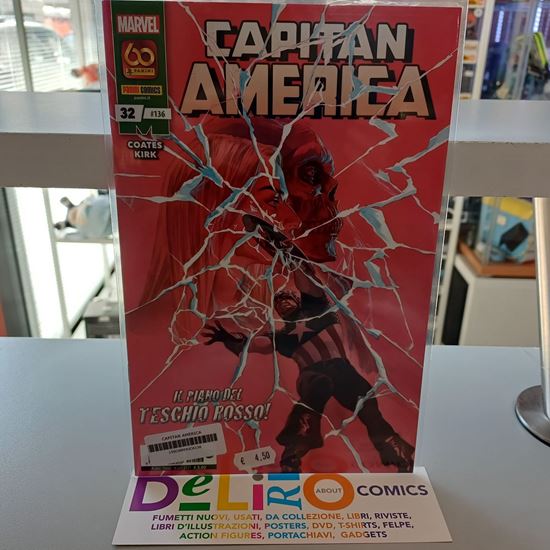 MARVEL
60
PANINI
PANINI COMICS
32 #136
COATES
KIRK
CAPITAN
AMERICA
IL PIANO DEL
TESCHIO ROSSO!
CAPITAN AMERICA
€ 4,50
DeLiRiO ABOUT COMICS
FUMETTI NUOVI, USATI, DA COLLEZIONE, LIBRI, RIVISTE,
LIBRI D'ILLUSTRAZIONI, POSTERS, DVD, T-SHIRTS, FELPE,
ACTION FIGURES, PORTACHIAVI, GADGETS